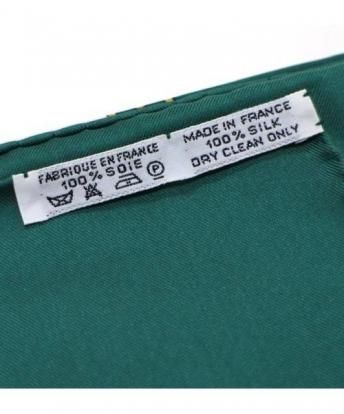 FABRIQUE EN FRANCE
100% SOIE
P
MADE IN FRANCE
100% SILK
DRY CLEAN ONLY